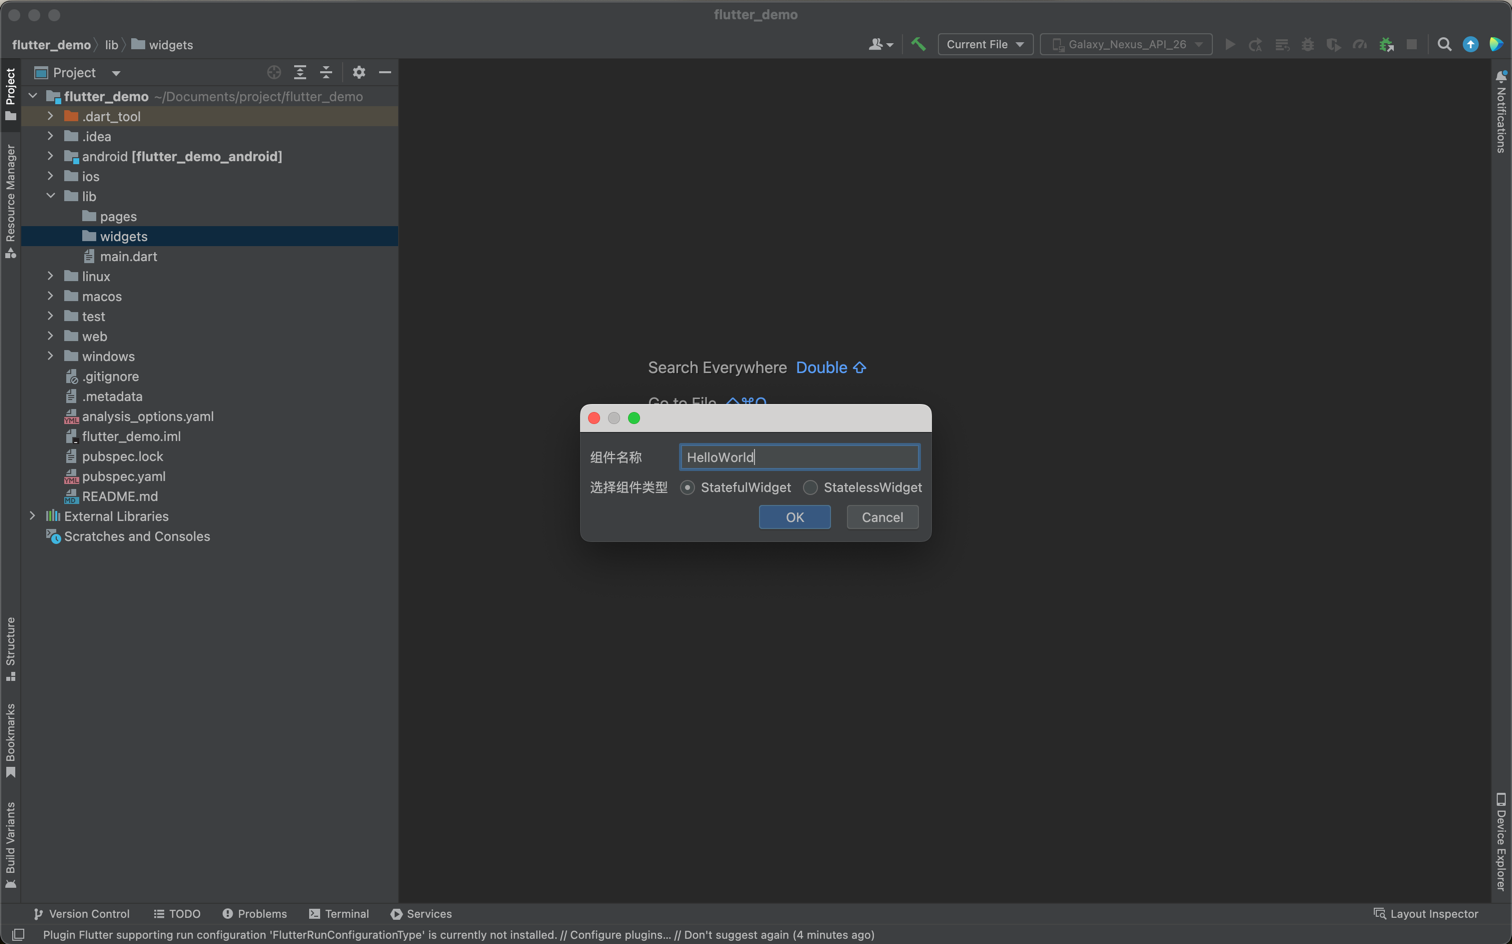 flutter_demo
flutter_demo lib widgets
Current File
Galaxy_Nexus_API_26
Project
Project
Resource Manager
Structure
Bookmarks
Build Variants
flutter_demo ~/Documents/project/flutter_demo
.dart_tool
.idea
android [flutter_demo_android]
ios
lib
pages
widgets
main.dart
linux
macos
test
web
windows
.gitignore
.metadata
analysis_options.yaml
flutter_demo.iml
pubspec.lock
pubspec.yaml
README.md
External Libraries
Scratches and Consoles
Search Everywhere Double ⇧
Go to File ⇧⌘O
组件名称 HelloWorld
选择组件类型 StatefulWidget StatelessWidget
OK Cancel
Notifications
Device Explorer
Version Control TODO Problems Terminal Services
Layout Inspector
Plugin Flutter supporting run configuration 'FlutterRunConfigurationType' is currently not installed. // Configure plugins... // Don't suggest again (4 minutes ago)